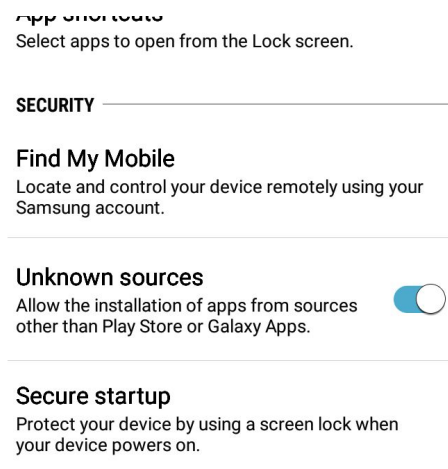 App shortcuts
Select apps to open from the Lock screen.
SECURITY
Find My Mobile
Locate and control your device remotely using your
Samsung account.
Unknown sources
Allow the installation of apps from sources
other than Play Store or Galaxy Apps.
Secure startup
Protect your device by using a screen lock when
your device powers on.